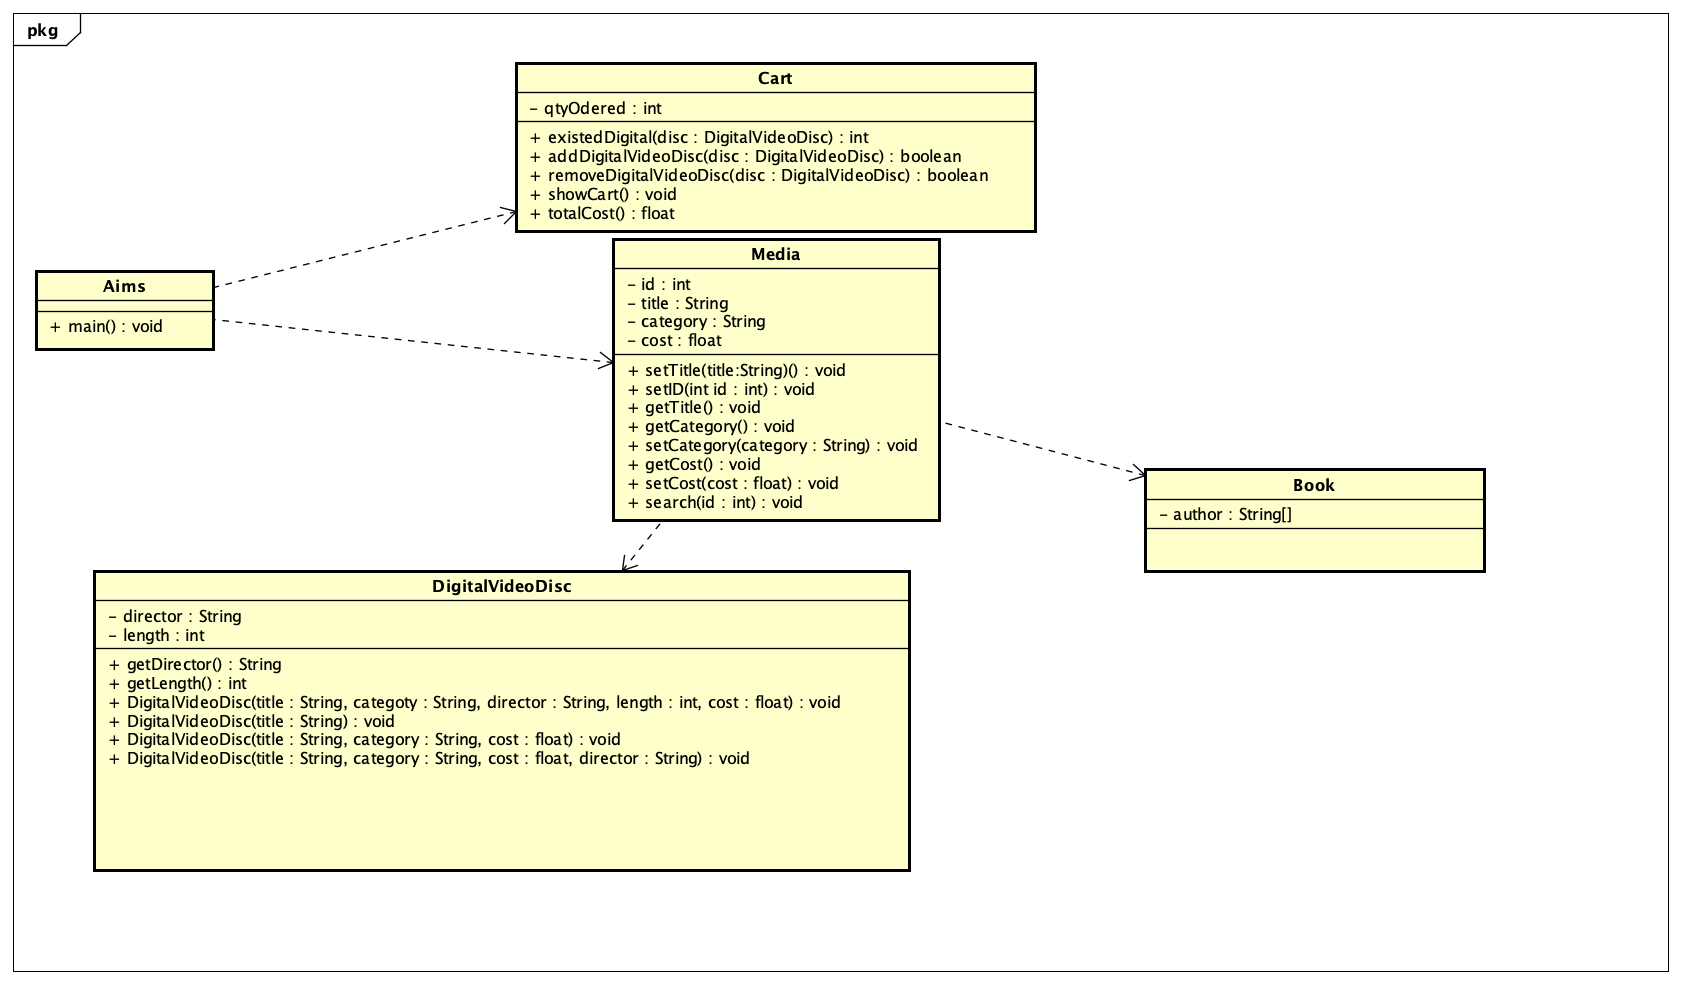 pkg
Cart
- qtyOdered : int
+ existedDigital(disc : DigitalVideoDisc) : int
+ addDigitalVideoDisc(disc : DigitalVideoDisc) : boolean
+ removeDigitalVideoDisc(disc : DigitalVideoDisc) : boolean
+ showCart() : void
+ totalCost() : float
Aims
+ main() : void
Media
- id : int
- title : String
- category : String
- cost : float
+ setTitle(title:String)() : void
+ setID(int id : int) : void
+ getTitle() : void
+ getCategory() : void
+ setCategory(category : String) : void
+ getCost() : void
+ setCost(cost : float) : void
+ search(id : int) : void
Book
- author : String[]
DigitalVideoDisc
- director : String
- length : int
+ getDirector() : String
+ getLength() : int
+ DigitalVideoDisc(title : String, categoty : String, director : String, length : int, cost : float) : void
+ DigitalVideoDisc(title : String) : void
+ DigitalVideoDisc(title : String, category : String, cost : float) : void
+ DigitalVideoDisc(title : String, category : String, cost : float, director : String) : void